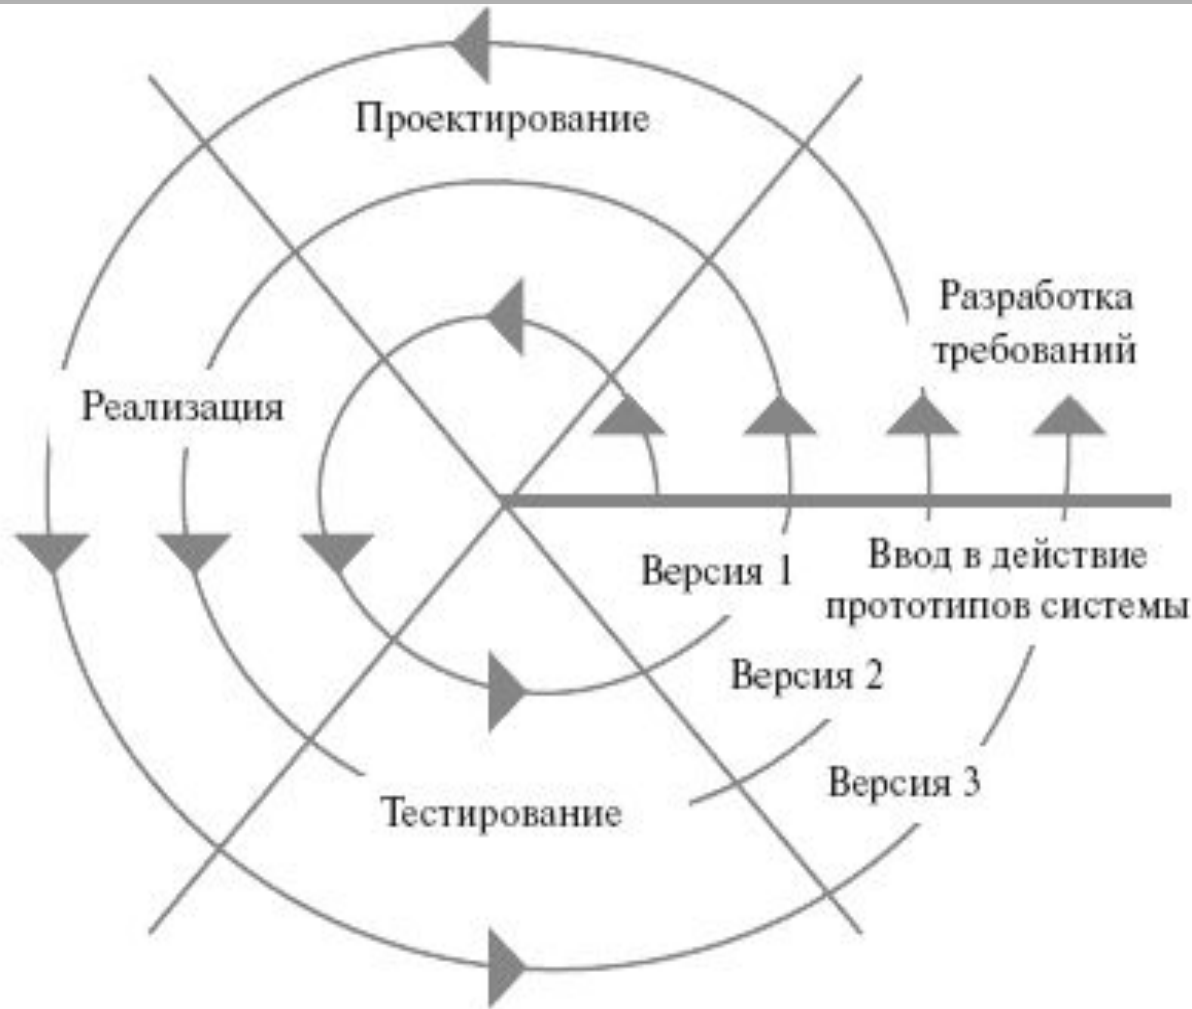 Проектирование
Разработка
требований
Реализация
Ввод в действие
прототипов системы
Версия 1
Версия 2
Версия 3
Тестирование